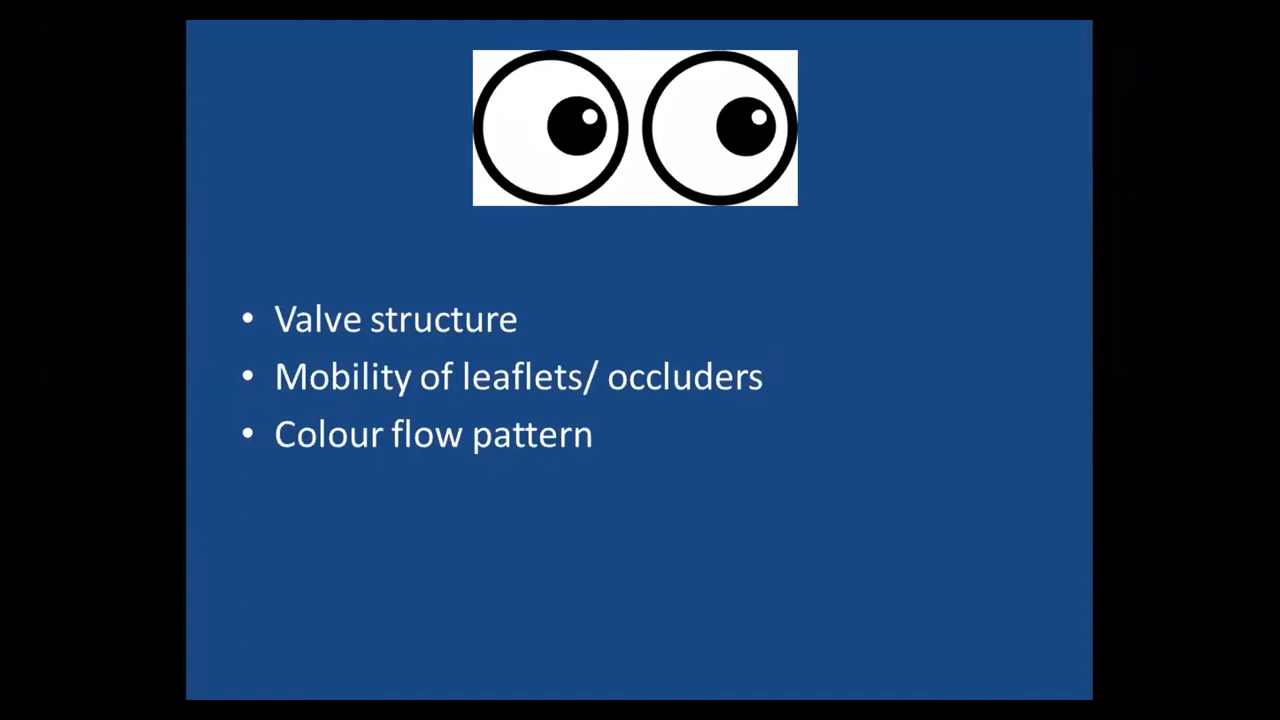 • Valve structure
• Mobility of leaflets/ occluders
• Colour flow pattern